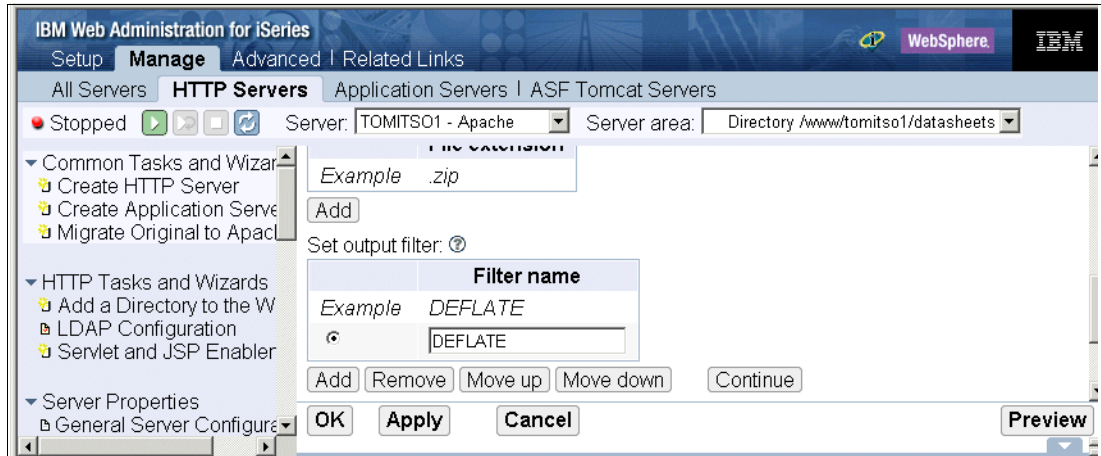 IBM Web Administration for iSeries
WebSphere.
IBM
Setup Manage Advanced | Related Links
All Servers HTTP Servers Application Servers | ASF Tomcat Servers
Stopped Server: TOMITSO1 - Apache Server area: Directory /www/tomitso1/datasheets
Common Tasks and Wizar
Create HTTP Server
Create Application Serve
Migrate Original to Apacl
HTTP Tasks and Wizards
Add a Directory to the W
LDAP Configuration
Servlet and JSP Enabler
Server Properties
General Server Configura
File extension
Example .zip
Add
Set output filter:
Filter name
Example DEFLATE
DEFLATE
Add Remove Move up Move down Continue
OK Apply Cancel Preview